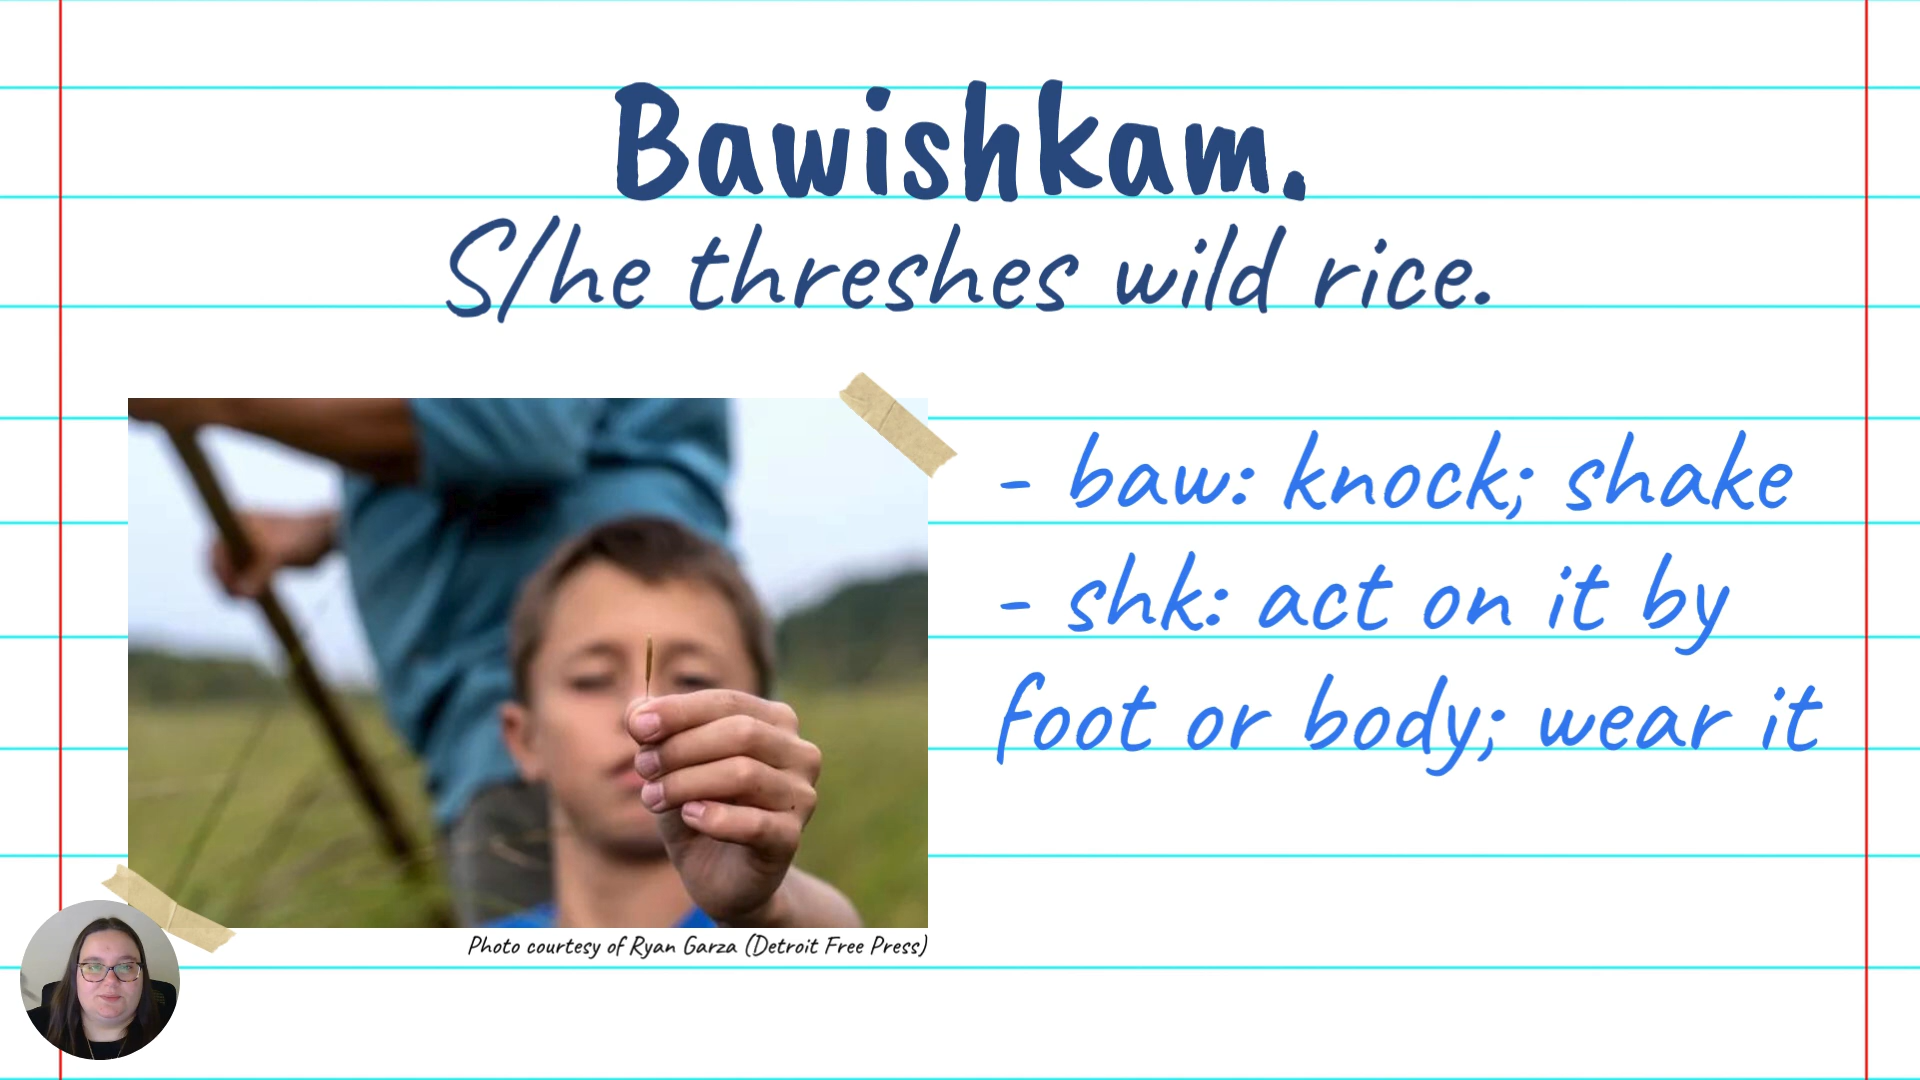 Bawishkam.
S/he threshes wild rice.
- baw: knock; shake
- shk: act on it by
foot or body; wear it
Photo courtesy of Ryan Garza (Detroit Free Press)